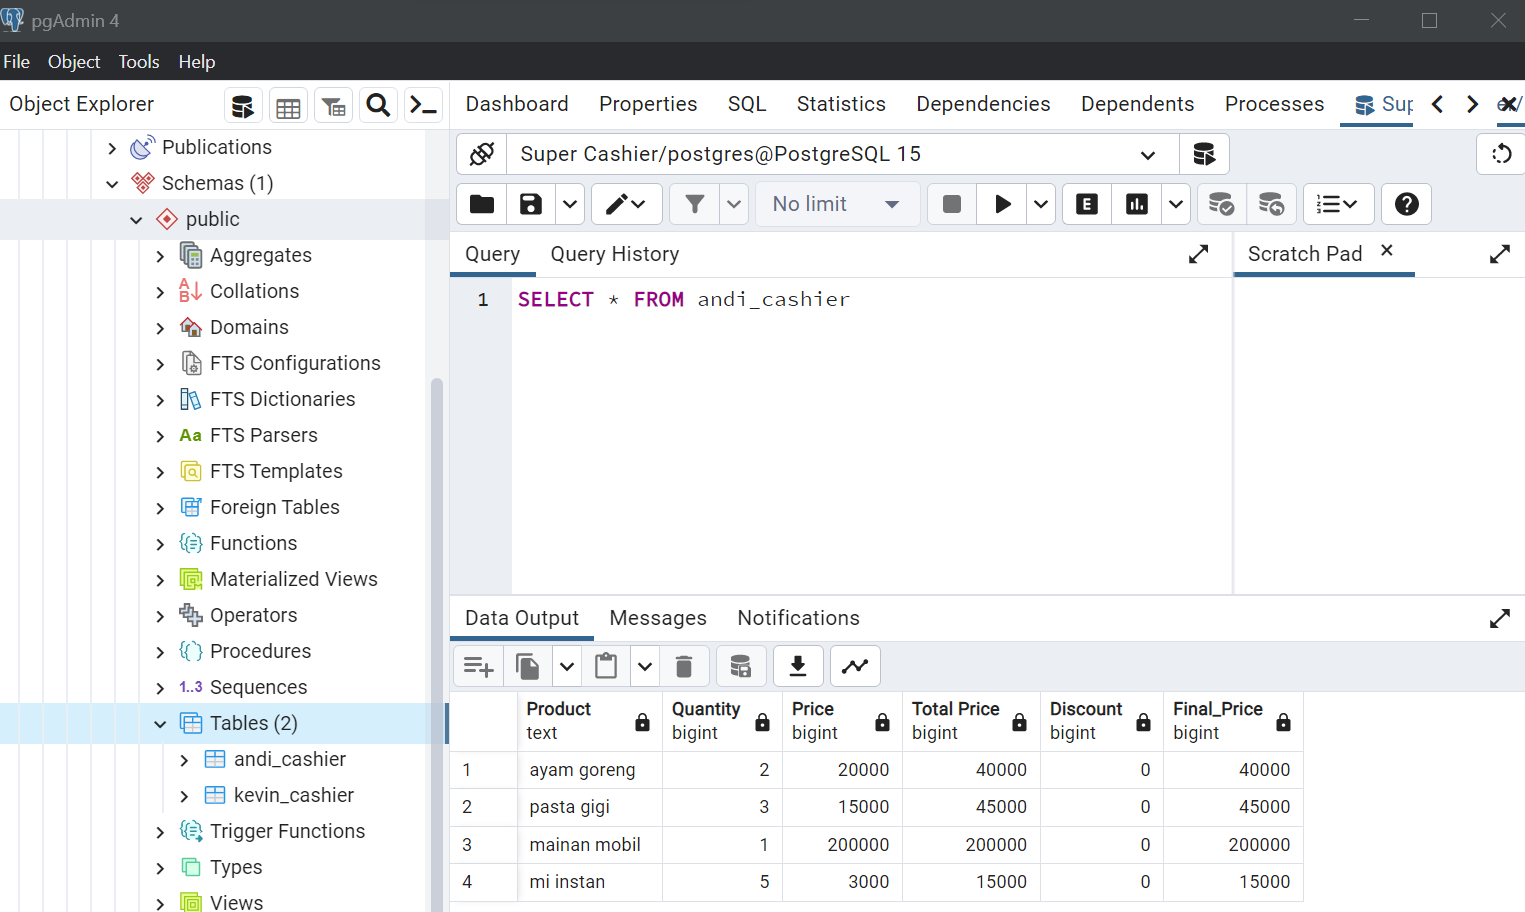 pgAdmin 4
File Object Tools Help
Object Explorer
Dashboard Properties SQL Statistics Dependencies Dependents Processes Sup
Publications
Schemas (1)
public
Aggregates
Collations
Domains
FTS Configurations
FTS Dictionaries
Aa FTS Parsers
FTS Templates
Foreign Tables
Functions
Materialized Views
Operators
Procedures
1..3 Sequences
Tables (2)
andi_cashier
kevin_cashier
Trigger Functions
Types
Views
Super Cashier/postgres@PostgreSQL 15
No limit
E
Query Query History
Scratch Pad
1 SELECT * FROM andi_cashier
Data Output Messages Notifications
Product Quantity Price Total Price Discount Final_Price
text bigint bigint bigint bigint bigint
1 ayam goreng 2 20000 40000 0 40000
2 pasta gigi 3 15000 45000 0 45000
3 mainan mobil 1 200000 200000 0 200000
4 mi instan 5 3000 15000 0 15000